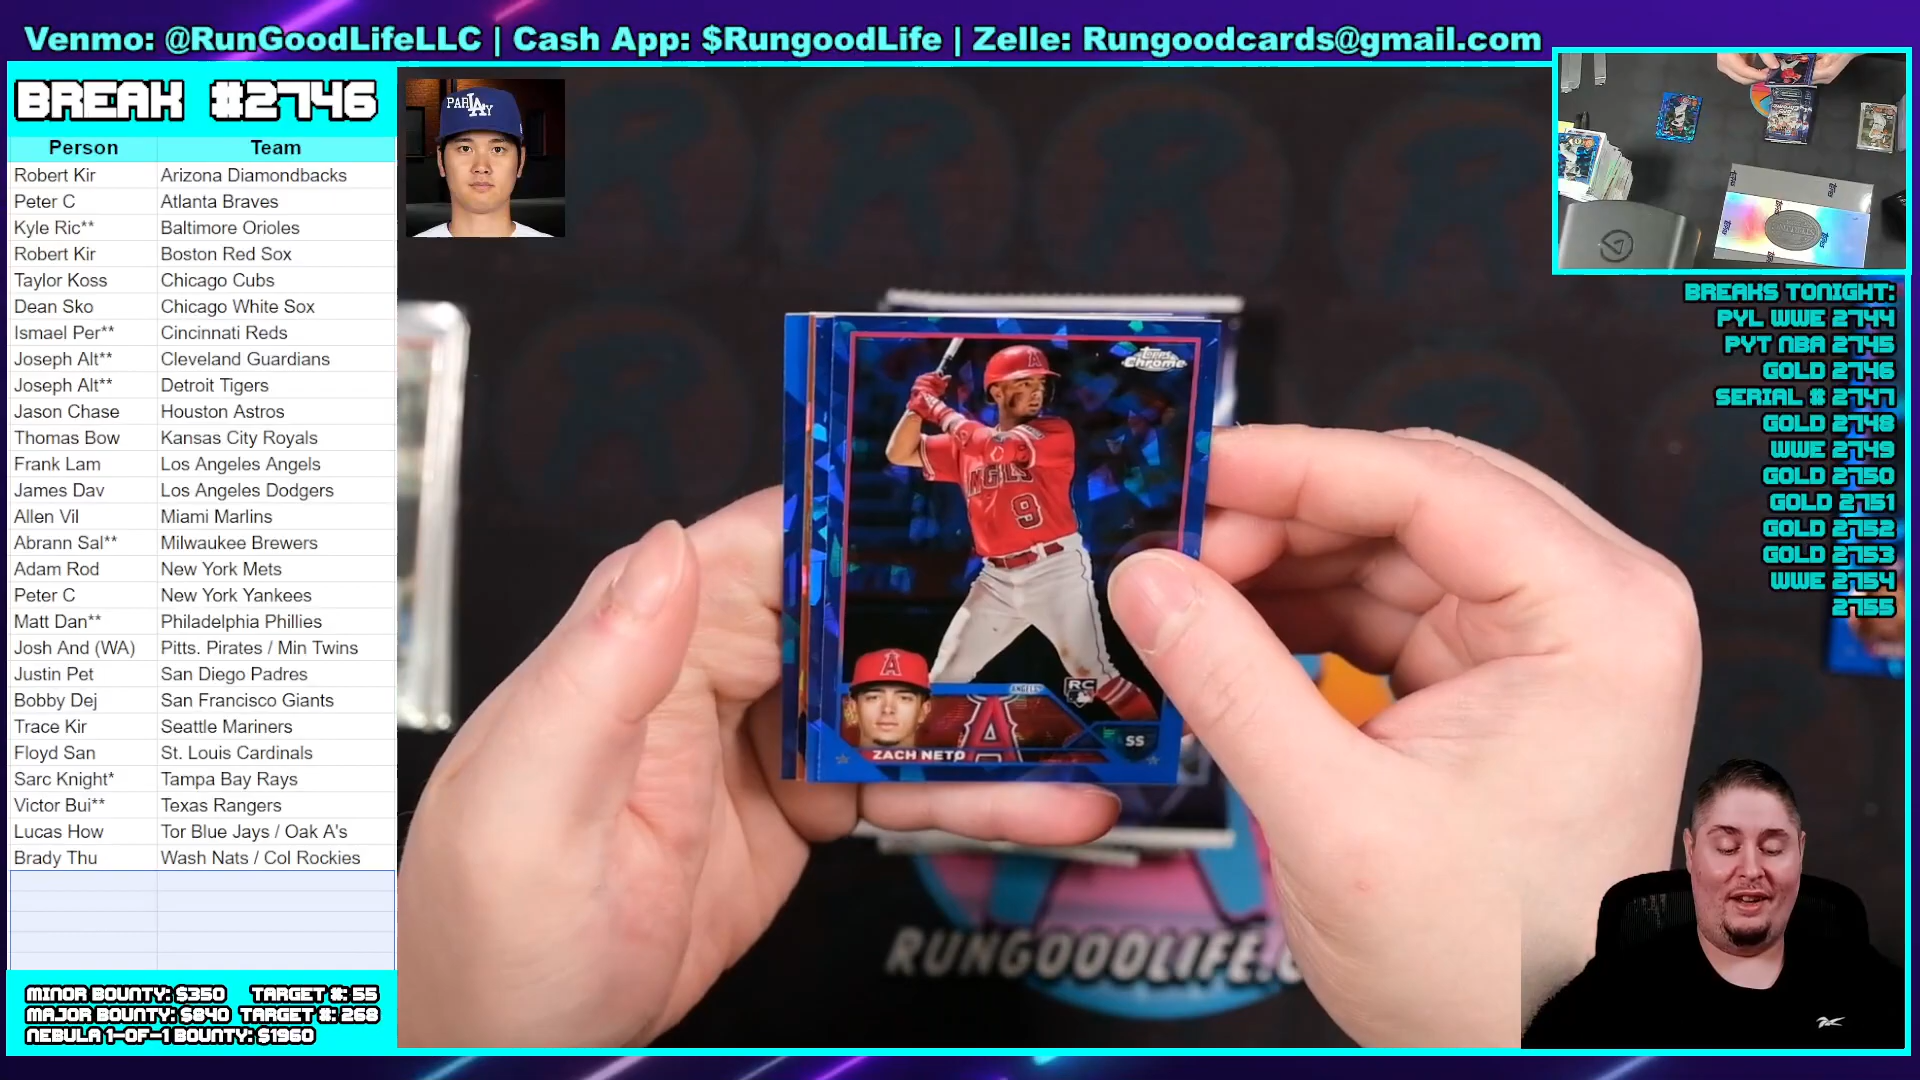 Venmo: @RunGoodLifeLLC | Cash App: $RungoodLife | Zelle: Rungoodcards@gmail.com
BREAK #2746
Person Team
Robert Kir Arizona Diamondbacks
Peter C Atlanta Braves
Kyle Ric** Baltimore Orioles
Robert Kir Boston Red Sox
Taylor Koss Chicago Cubs
Dean Sko Chicago White Sox
Ismael Per** Cincinnati Reds
Joseph Alt** Cleveland Guardians
Joseph Alt** Detroit Tigers
Jason Chase Houston Astros
Thomas Bow Kansas City Royals
Frank Lam Los Angeles Angels
James Dav Los Angeles Dodgers
Allen Vil Miami Marlins
Abrann Sal** Milwaukee Brewers
Adam Rod New York Mets
Peter C New York Yankees
Matt Dan** Philadelphia Phillies
Josh And (WA) Pitts. Pirates / Min Twins
Justin Pet San Diego Padres
Bobby Dej San Francisco Giants
Trace Kir Seattle Mariners
Floyd San St. Louis Cardinals
Sarc Knight* Tampa Bay Rays
Victor Bui** Texas Rangers
Lucas How Tor Blue Jays / Oak A's
Brady Thu Wash Nats / Col Rockies
MINOR BOUNTY: $350 TARGET #: 55
MAJOR BOUNTY: $840 TARGET #: 268
NEBULA 1-OF-1 BOUNTY: $1960
PARLAY
LA
Topps Chrome
ANGELS
9
ANGELS
RC
A
SS
ZACH NETO
RUNGOODLIFE.C
BREAKS TONIGHT:
PYL WWE 2744
PYT NBA 2745
GOLD 2746
SERIAL # 2747
GOLD 2748
WWE 2749
GOLD 2750
GOLD 2751
GOLD 2752
GOLD 2753
WWE 2754
2755